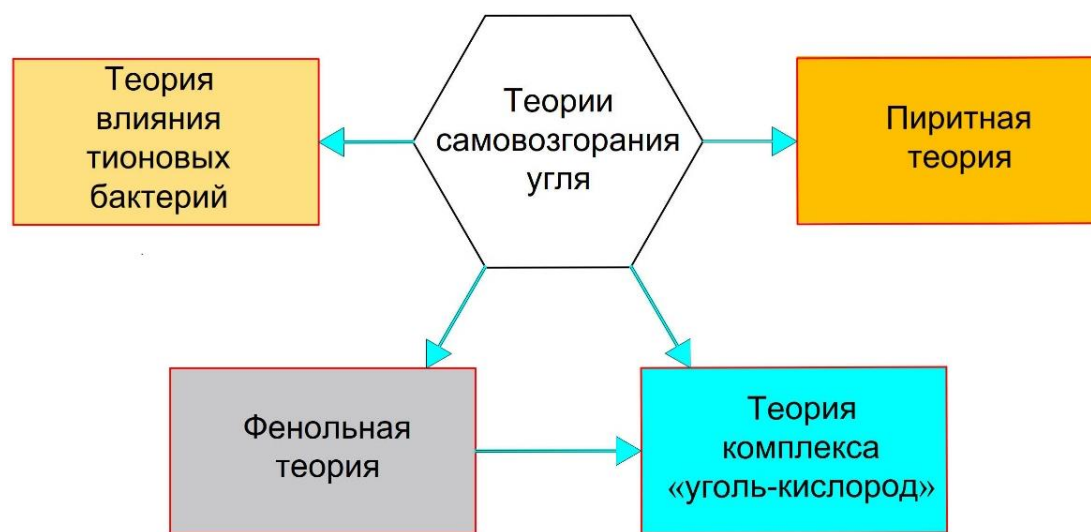 Теория
влияния
тионовых
бактерий
Теории
самовозгорания
угля
Пиритная
теория
Фенольная
теория
Теория
комплекса
«уголь-кислород»